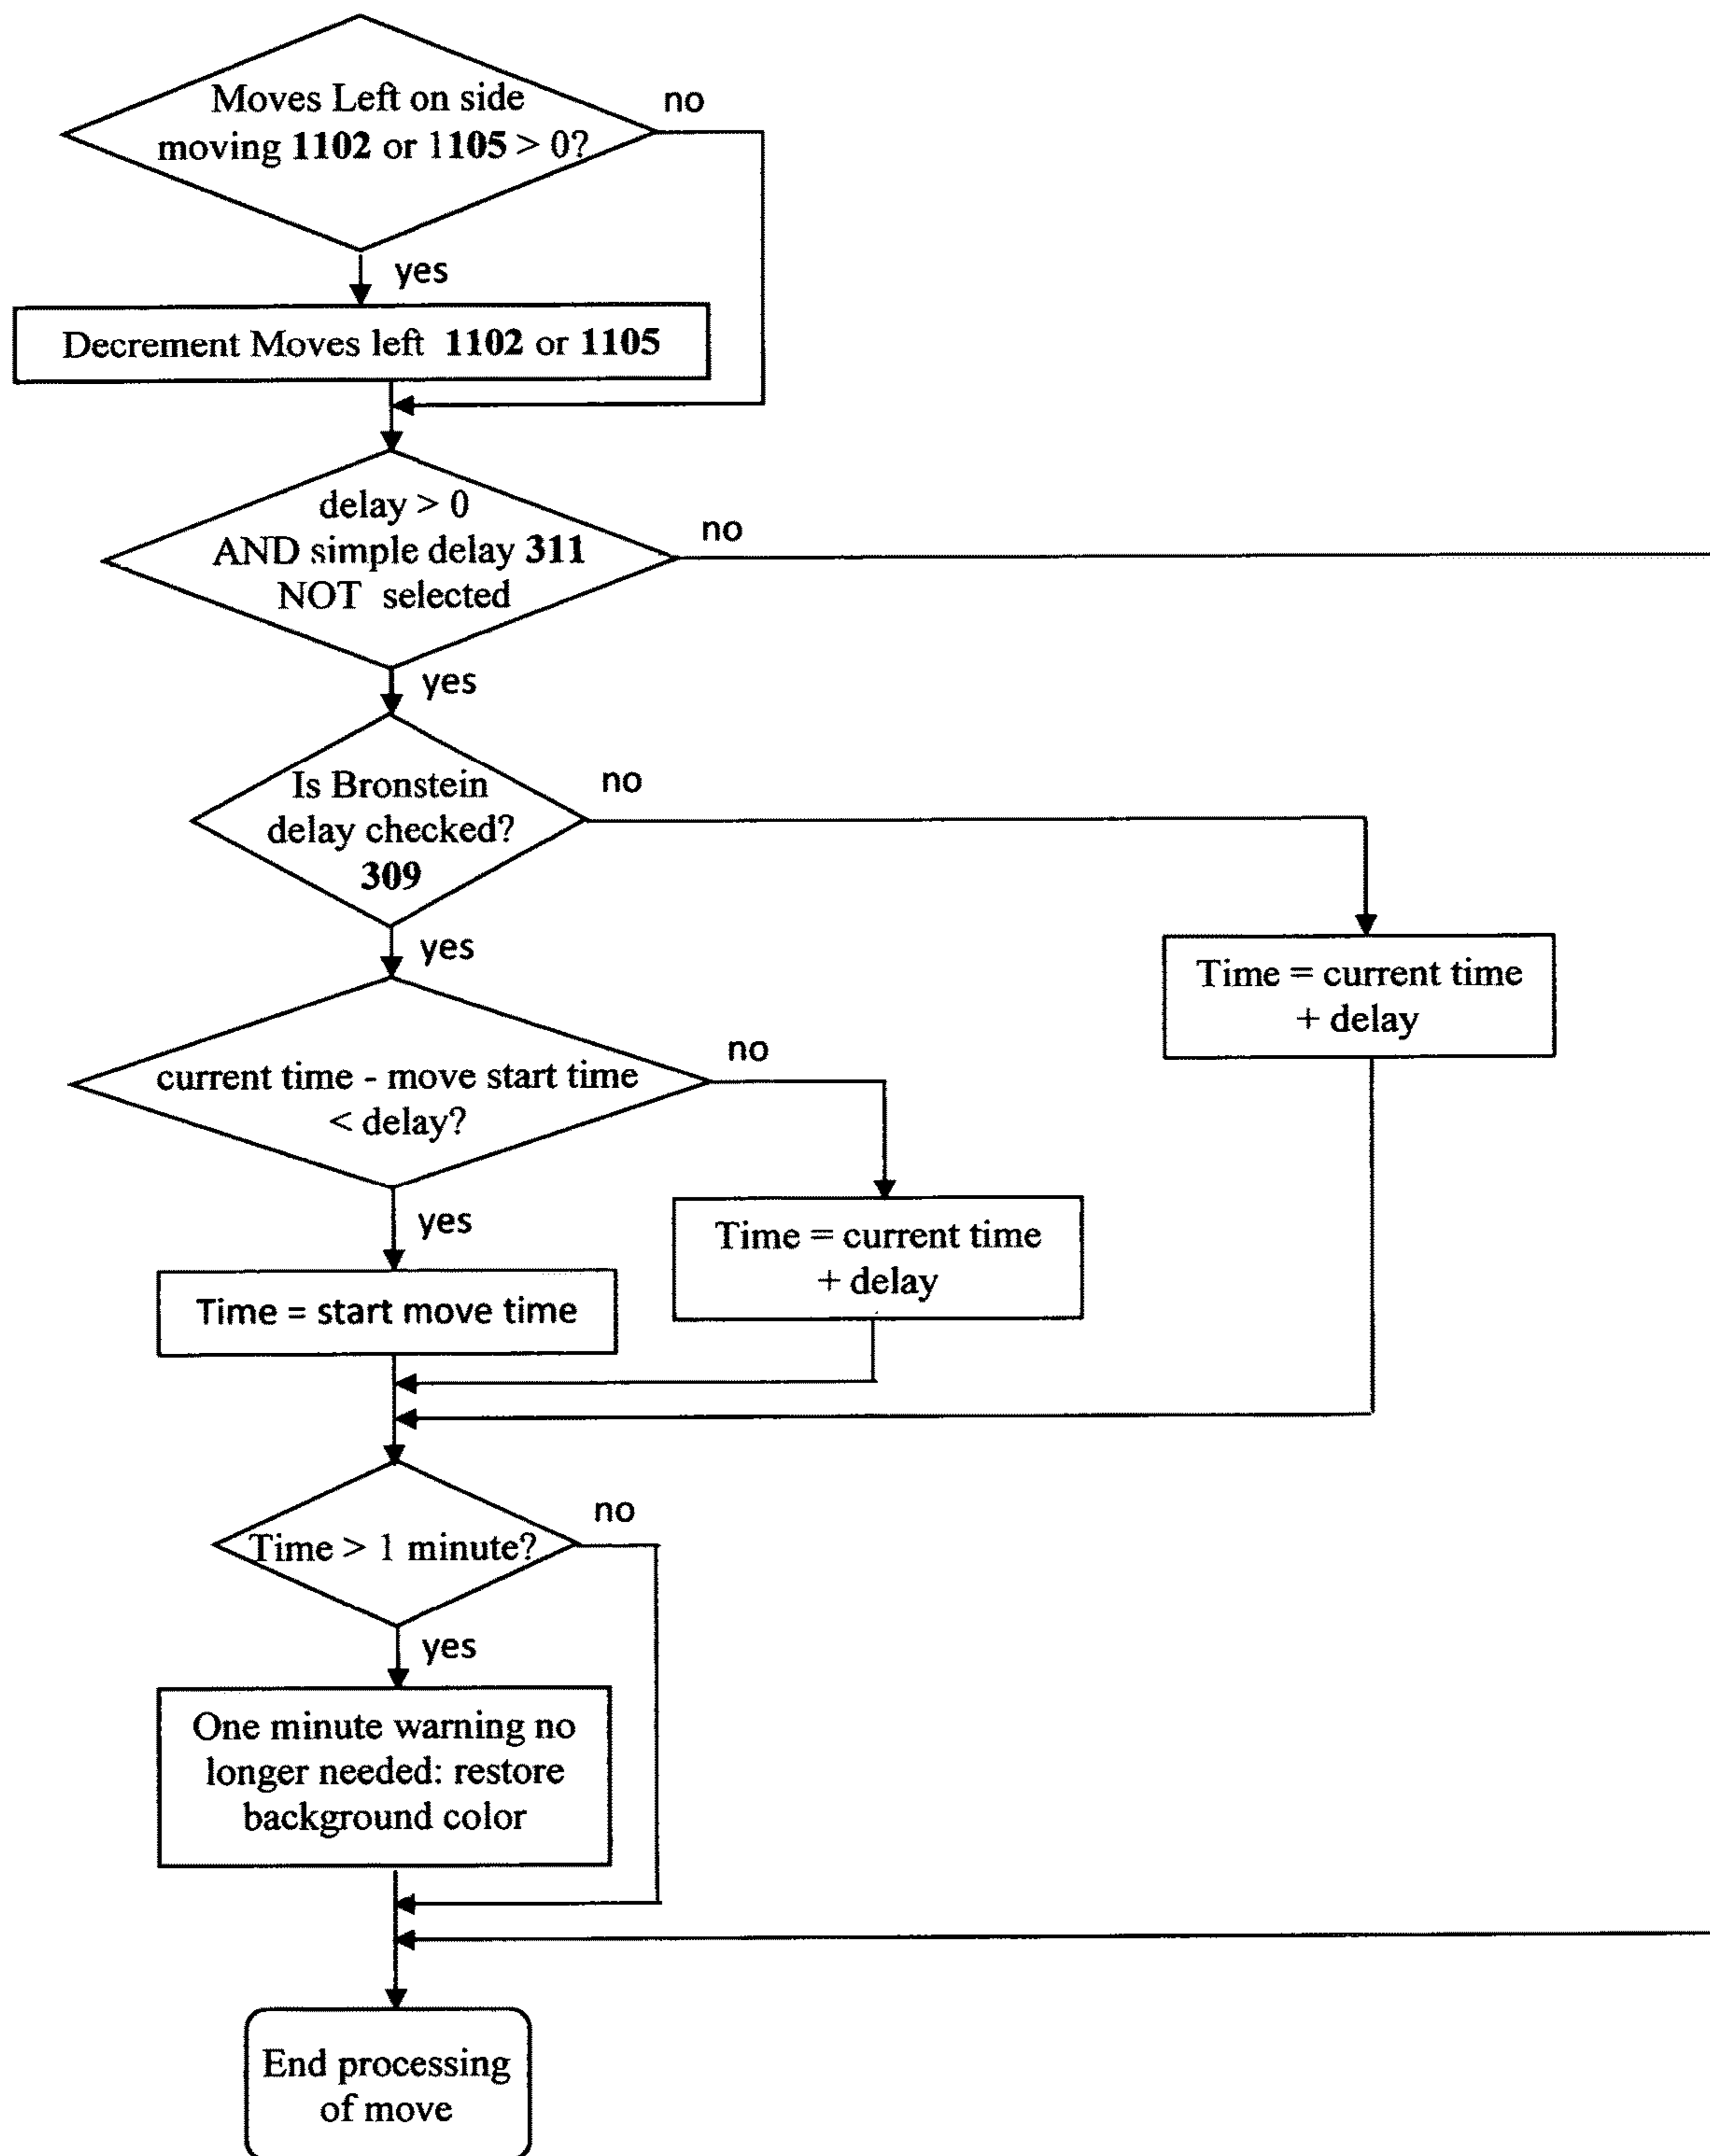 Moves Left on side
no
moving 1102 or 1105 > 0?
yes
Decrement Moves left 1102 or 1105
delay > 0
no
AND simple delay 311
NOT selected
yes
Is Bronstein
no
delay checked?
309
yes
Time = current time
+ delay
no
current time - move start time
< delay?
yes
Time = current time
+ delay
Time = start move time
no
Time > 1 minute?
yes
One minute warning no
longer needed: restore
background color
End processing
of move